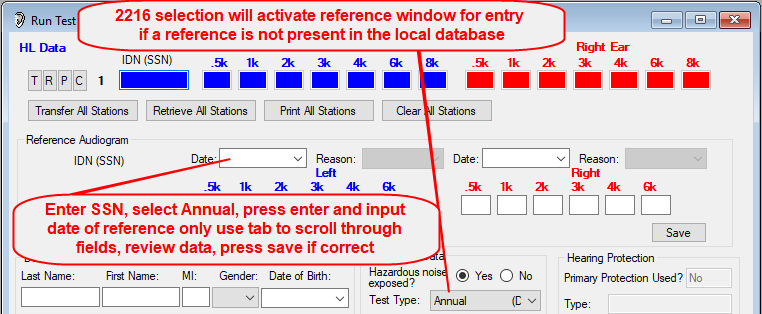 Run Test
2216 selection will activate reference window for entry
if a reference is not present in the local database
HL Data
IDN (SSN)
.5k 1k 2k 3k 4k 6k 8k
Right Ear
.5k 1k 2k 3k 4k 6k 8k
T R P C 1
Transfer All Stations Retrieve All Stations Print All Stations Clear All Stations
Reference Audiogram
IDN (SSN) Date: Reason: Date: Reason:
Left Right
.5k 1k 2k 3k 4k 6k .5k 1k 2k 3k 4k 6k
Enter SSN, select Annual, press enter and input
date of reference only use tab to scroll through
fields, review data, press save if correct
Save
Last Name: First Name: MI: Gender: Date of Birth:
Hazardous noise
exposed?
Yes No
Test Type: Annual (D
Hearing Protection
Primary Protection Used? No
Type: